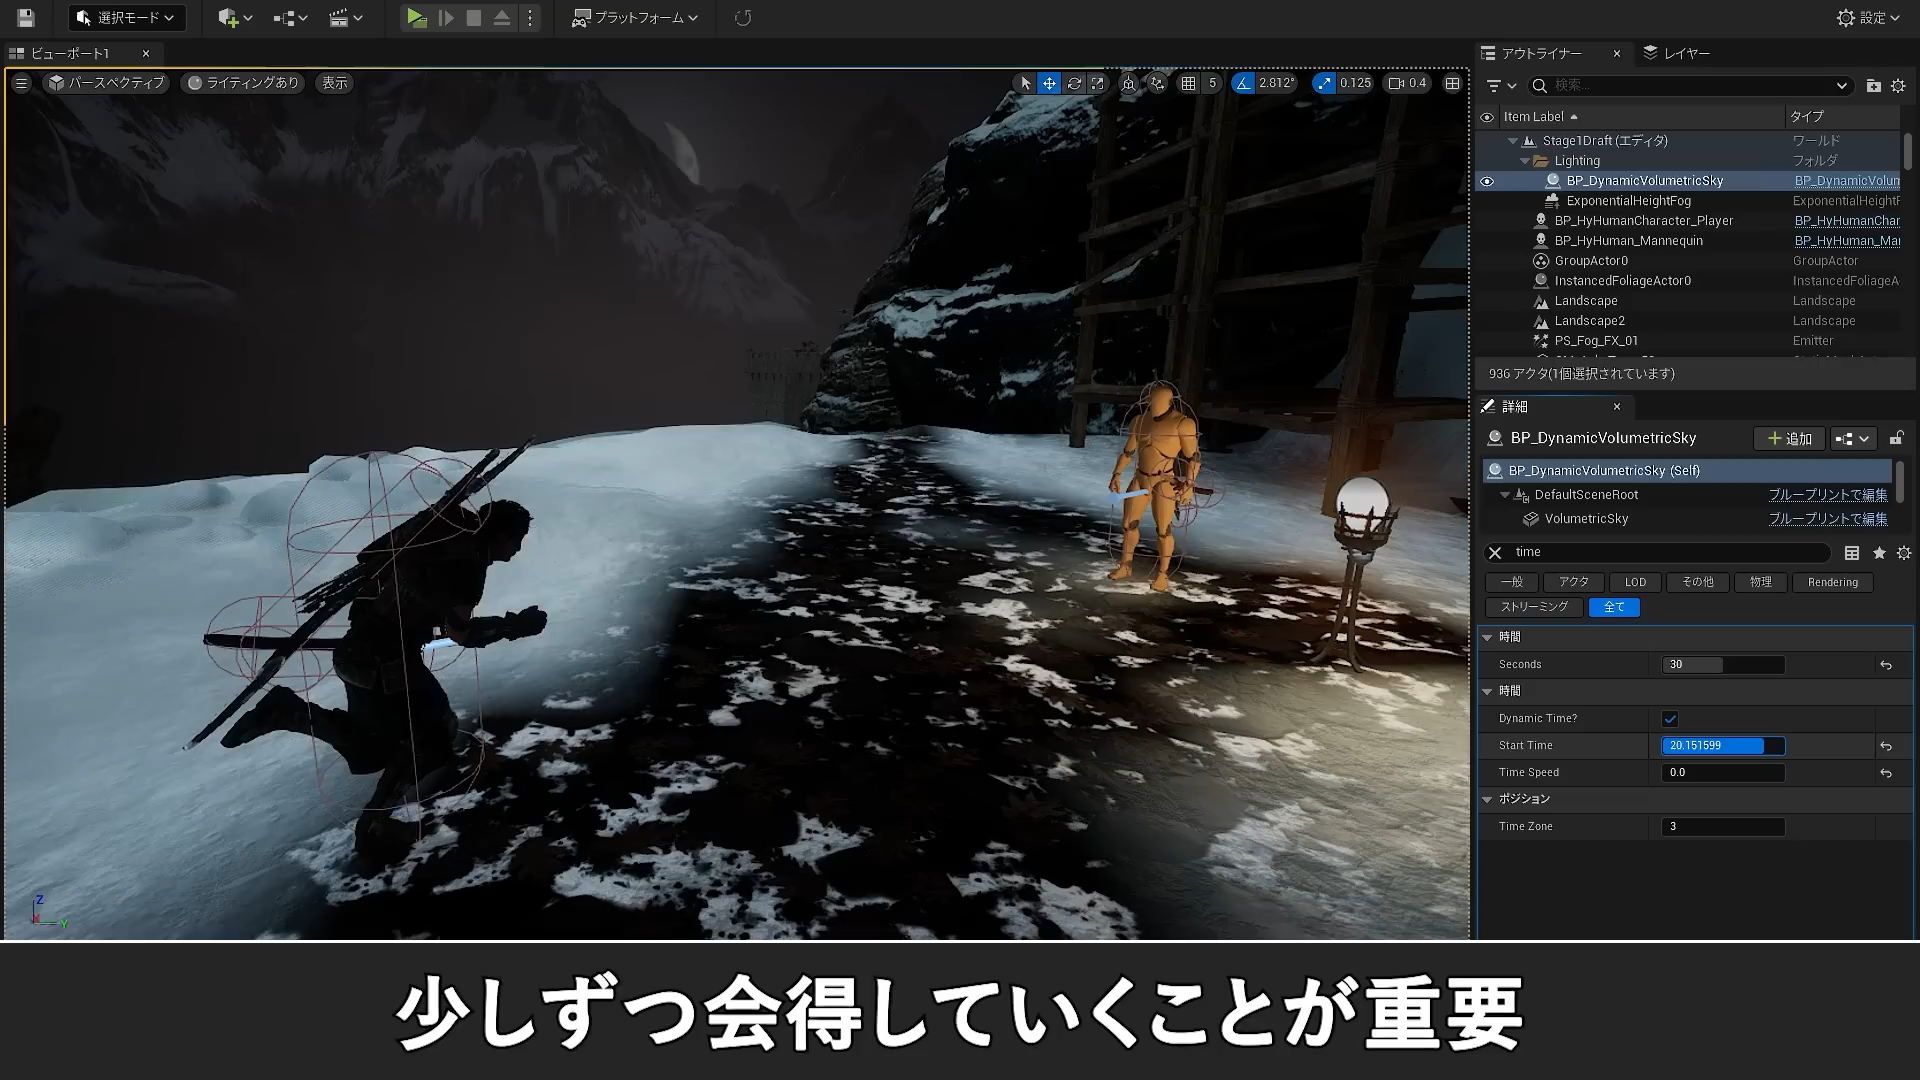 選択モード
プラットフォーム
設定
ビューポート1
アウトライナー
レイヤー
パースペクティブ
ライティングあり
表示
5
2.812°
0.125
0.4
検索...
Item Label
タイプ
Stage1Draft (エディタ)
ワールド
Lighting
フォルダ
BP_DynamicVolumetricSky
BP_DynamicVolum
ExponentialHeightFog
ExponentialHeightF
BP_HyHumanCharacter_Player
BP_HyHumanChar
BP_HyHuman_Mannequin
BP_HyHuman_Mar
GroupActor0
GroupActor
InstancedFoliageActor0
InstancedFoliageA
Landscape
Landscape
Landscape2
Landscape
PS_Fog_FX_01
Emitter
936 アクタ(1個選択されています)
詳細
BP_DynamicVolumetricSky
追加
BP_DynamicVolumetricSky (Self)
DefaultSceneRoot
ブループリントで編集
VolumetricSky
ブループリントで編集
time
一般
アクタ
LOD
その他
物理
Rendering
ストリーミング
全て
時間
Seconds
30
時間
Dynamic Time?
Start Time
20.151599
Time Speed
0.0
ポジション
Time Zone
3
Z
Y
少しずつ会得していくことが重要